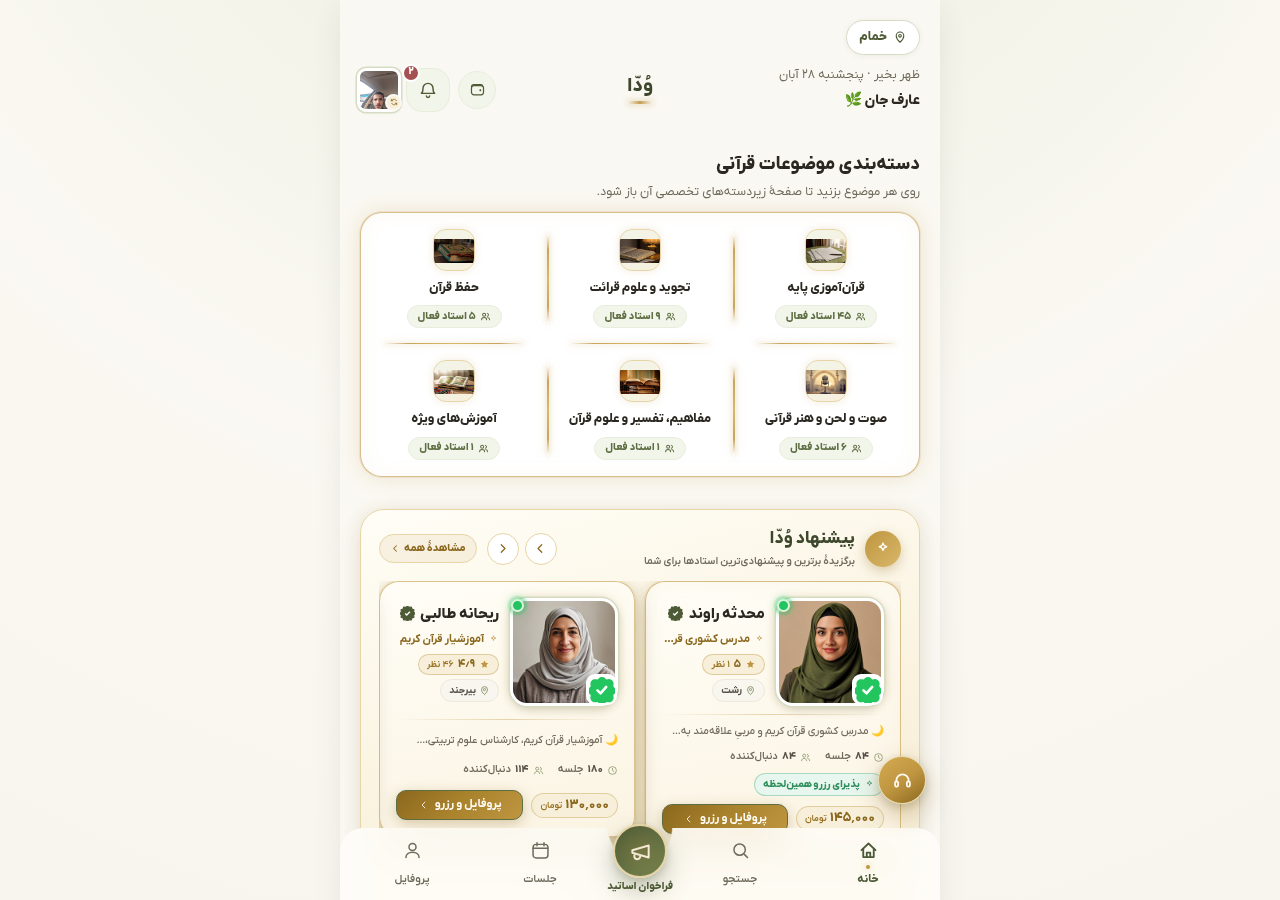 خمام
ظهر بخیر · پنجشنبه ۲۸ آبان
عارف جان 🌿
وُدّا
۲
دسته‌بندی موضوعات قرآنی
روی هر موضوع بزنید تا صفحهٔ زیردسته‌های تخصصی آن باز شود.
قرآن‌آموزی پایه
۴۵ استاد فعال
تجوید و علوم قرائت
۹ استاد فعال
حفظ قرآن
۵ استاد فعال
صوت و لحن و هنر قرآنی
۶ استاد فعال
مفاهیم، تفسیر و علوم قرآن
۱ استاد فعال
آموزش‌های ویژه
۱ استاد فعال
پیشنهاد وُدّا
برگزیدهٔ برترین و پیشنهادی‌ترین استادها برای شما
مشاهدهٔ همه
محدثه راوند
مدرس کشوری قر...
۵ ۱ نظر
رشت
🌙 مدرس کشوری قرآن کریم و مربیِ علاقه‌مند به...
۸۴ جلسه ۸۴ دنبال‌کننده
پذیرای رزرو همین‌لحظه
۱۴۵,۰۰۰ تومان
پروفایل و رزرو
ریحانه طالبی
آموزشیار قرآن کریم
۴٫۹ ۴۶ نظر
بیرجند
🌙 آموزشیار قرآن کریم، کارشناس علوم تربیتی،...
۱۸۰ جلسه ۱۱۴ دنبال‌کننده
۱۳۰,۰۰۰ تومان
پروفایل و رزرو
خانه
جستجو
فراخوان اساتید
جلسات
پروفایل